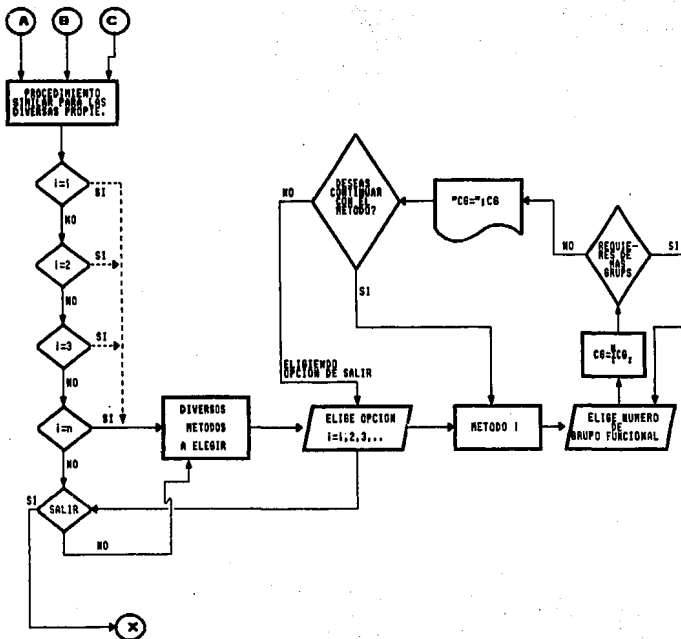 A
B
C
PROCEDIMIENTO
SIMILAR PARA LAS
DIVERSAS PROPIE.
i=1
SI
NO
i=2
SI
NO
i=3
SI
NO
i=n
SI
NO
SALIR
SI
NO
X
DIVERSOS
METODOS
A ELEGIR
ELIGE OPCION
i=1,2,3,..
METODO I
ELIGE NUMERO
DE
GRUPO FUNCIONAL
REQUIE-
RES DE
MAS
GRUPS
NO
SI
"CG=";CG
DESEAS
CONTINUAR
CON EL
METODO?
NO
SI
ELIGIENDO
OPCION DE SALIR